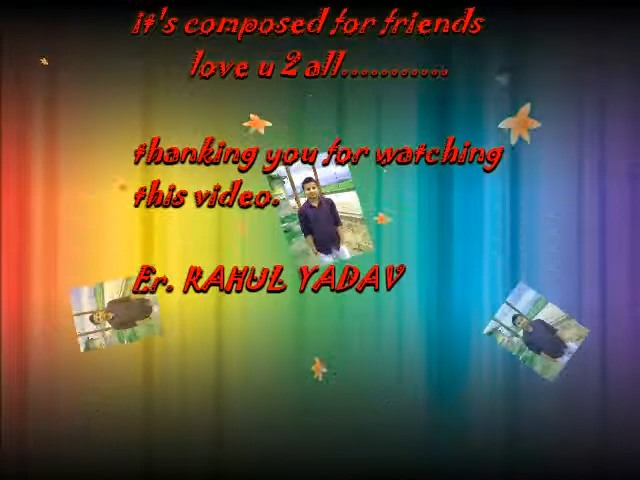 it's composed for friends
love u 2 all...........
thanking you for watching
this video.
Er. RAHUL YADAV